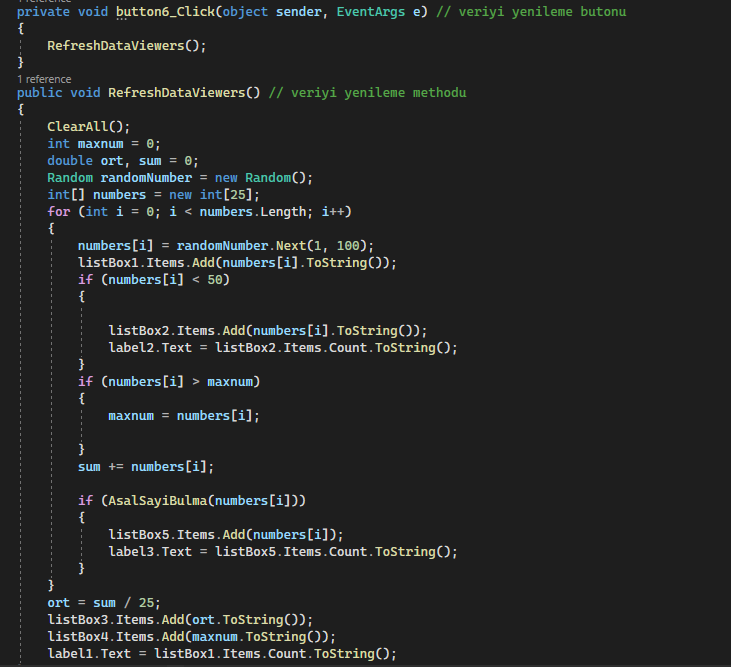 1 reference
private void button6_Click(object sender, EventArgs e) // veriyi yenileme butonu
{
RefreshDataViewers();
}
1 reference
public void RefreshDataViewers() // veriyi yenileme methodu
{
ClearAll();
int maxnum = 0;
double ort, sum = 0;
Random randomNumber = new Random();
int[] numbers = new int[25];
for (int i = 0; i < numbers.Length; i++)
{
numbers[i] = randomNumber.Next(1, 100);
listBox1.Items.Add(numbers[i].ToString());
if (numbers[i] < 50)
{
listBox2.Items.Add(numbers[i].ToString());
label2.Text = listBox2.Items.Count.ToString();
}
if (numbers[i] > maxnum)
{
maxnum = numbers[i];
}
sum += numbers[i];
if (AsalSayiBulma(numbers[i]))
{
listBox5.Items.Add(numbers[i]);
label3.Text = listBox5.Items.Count.ToString();
}
}
ort = sum / 25;
listBox3.Items.Add(ort.ToString());
listBox4.Items.Add(maxnum.ToString());
label1.Text = listBox1.Items.Count.ToString();